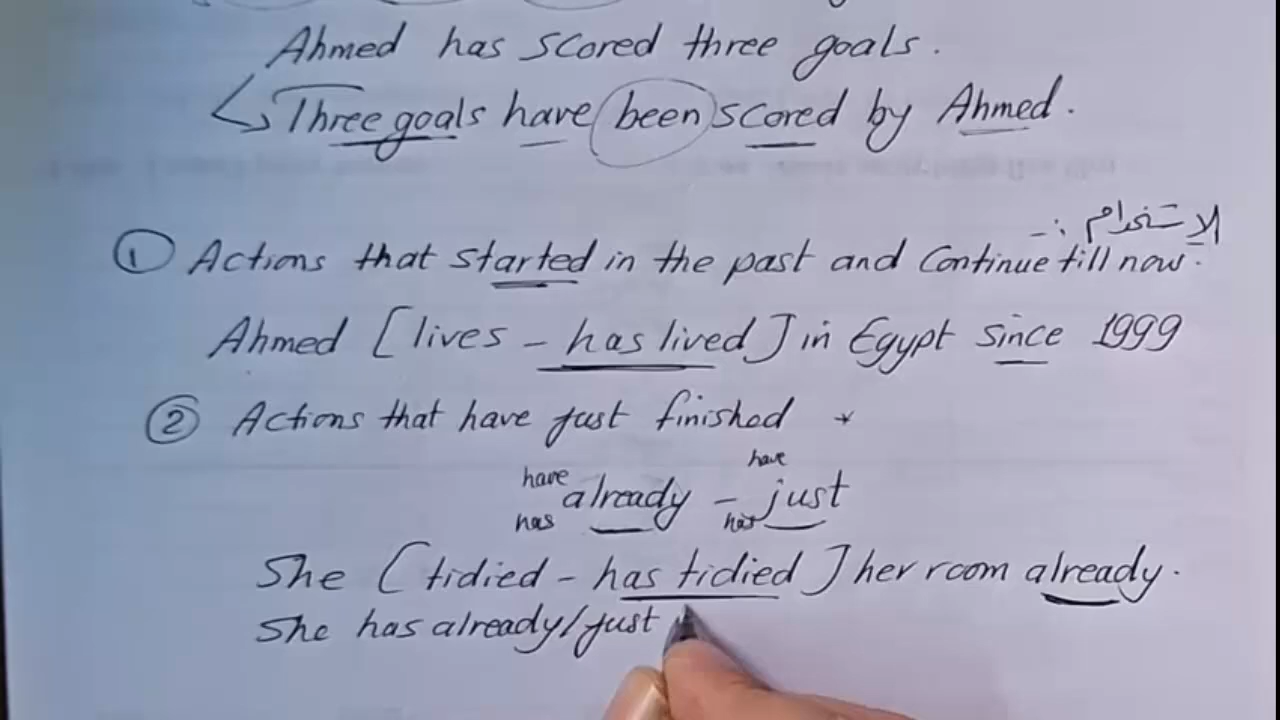 Ahmed has scored three goals.
Three goals have been scored by Ahmed.
الاستخدام :-
① Actions that started in the past and Continue till now.
Ahmed [lives - has lived] in Egypt since 1999
② Actions that have just finished *
have
have already - just
has has
She [tidied - has tidied] her room already.
She has already/just